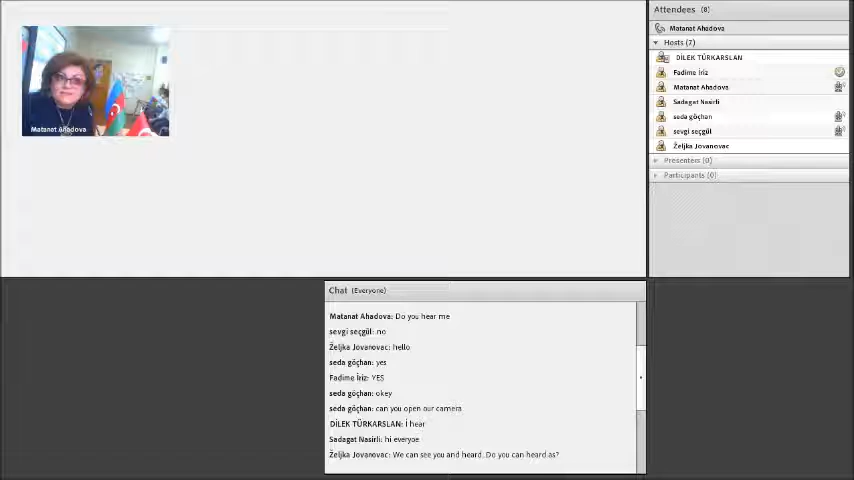 Matanat Ahadova
Attendees (8)
Matanat Ahadova
Hosts (7)
DİLEK TÜRKARSLAN
Fadime İriz
Matanat Ahadova
Sadagat Nasirli
seda göçhan
sevgi seçgül
Željka Jovanovac
Presenters (0)
Participants (0)
Chat (Everyone)
Matanat Ahadova: Do you hear me
sevgi seçgül: no
Željka Jovanovac: hello
seda göçhan: yes
Fadime İriz: YES
seda göçhan: okey
seda göçhan: can you open our camera
DİLEK TÜRKARSLAN: İ hear
Sadagat Nasirli: hi everyoe
Željka Jovanovac: We can see you and heard. Do you can heard as?